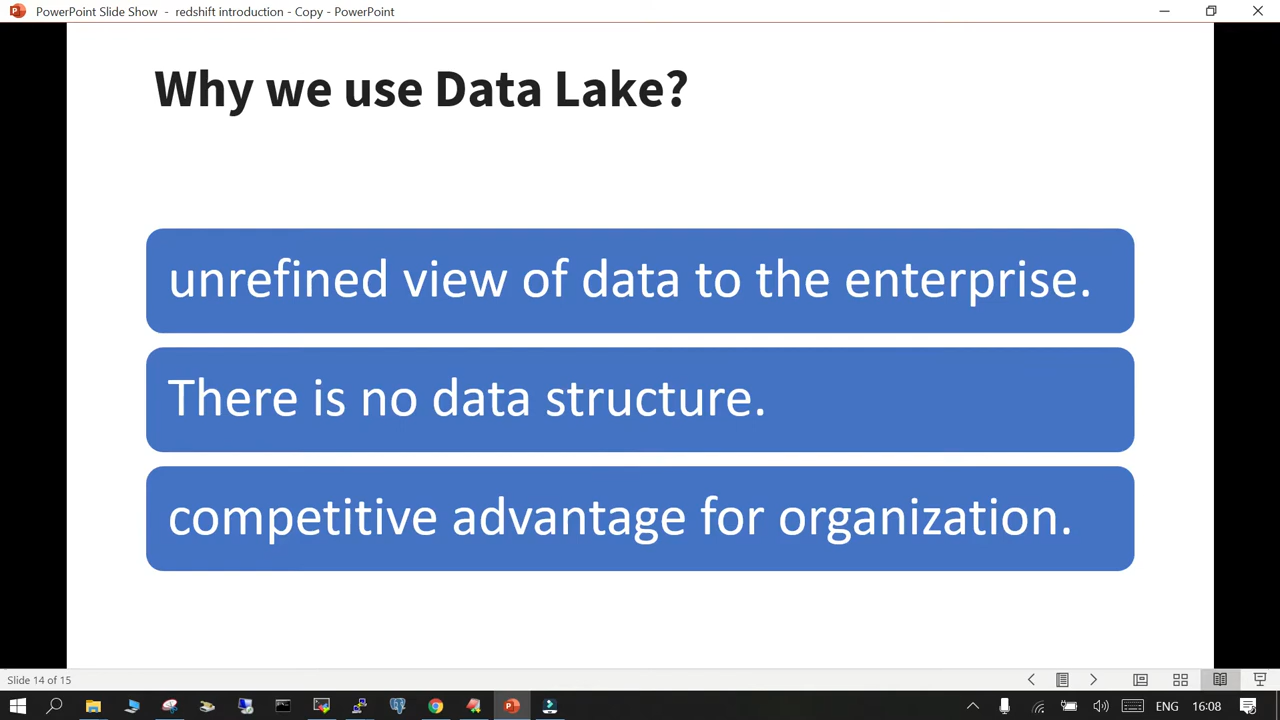 PowerPoint Slide Show - redshift introduction - Copy - PowerPoint
Why we use Data Lake?
unrefined view of data to the enterprise.
There is no data structure.
competitive advantage for organization.
Slide 14 of 15
ENG 16:08